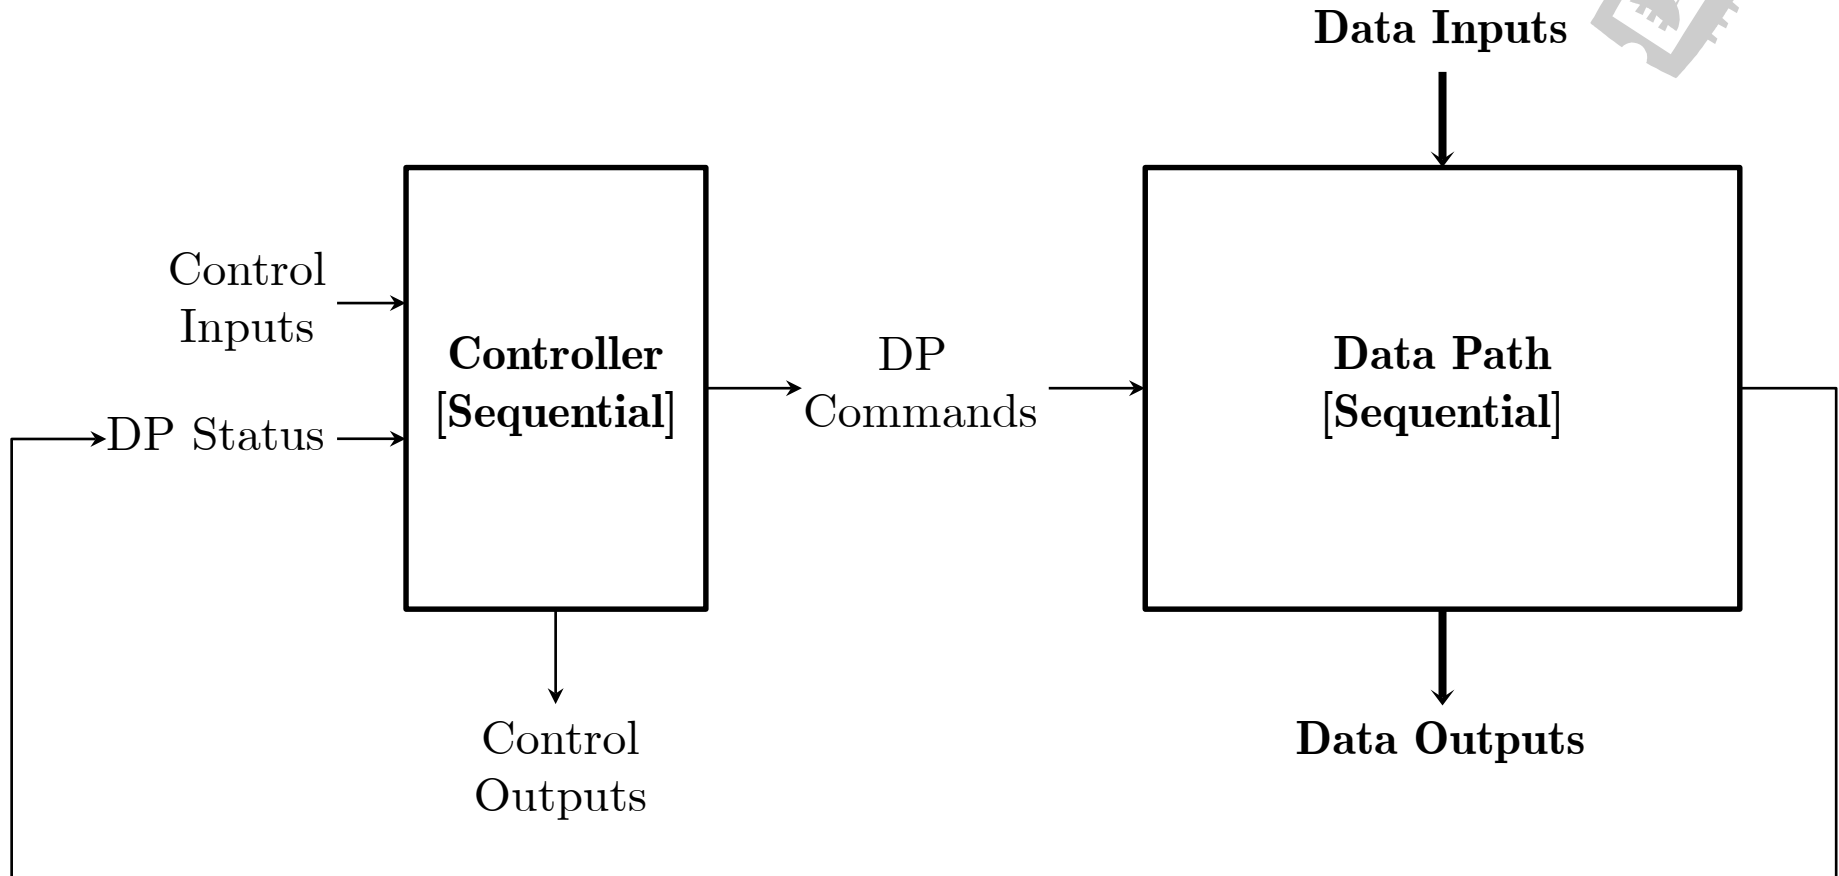 Data Inputs
Control
Inputs
Controller
[Sequential]
DP
Commands
Data Path
[Sequential]
DP Status
Control
Outputs
Data Outputs